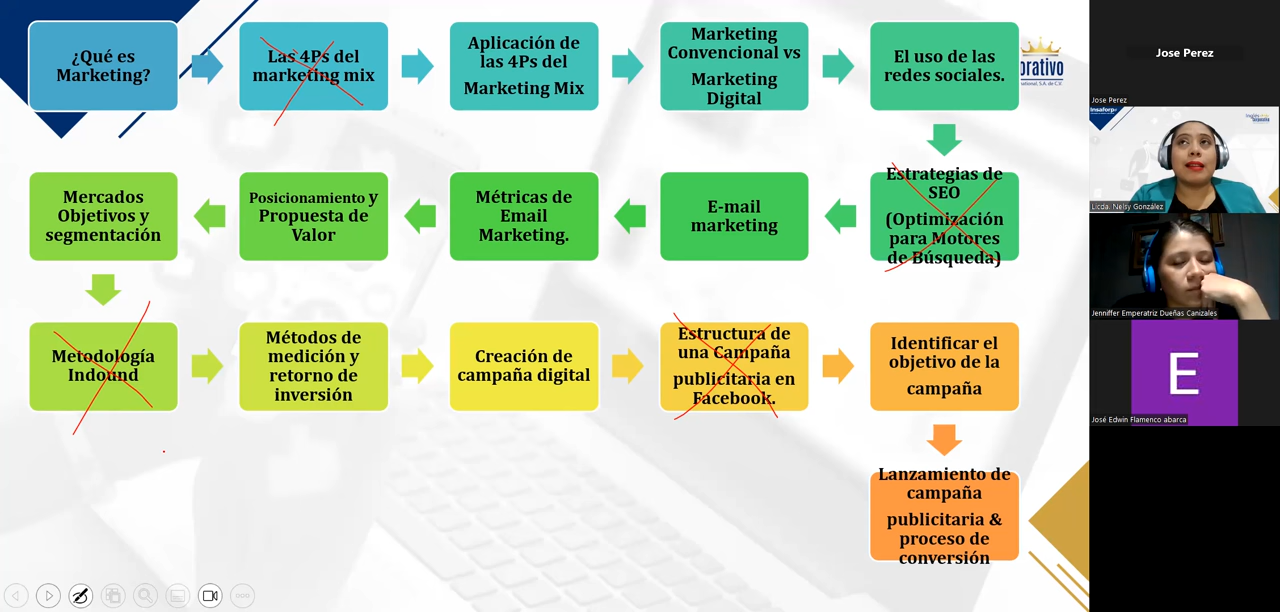 ¿Qué es
Marketing?
Las 4Ps del
marketing mix
Aplicación de
las 4Ps del
Marketing Mix
Marketing
Convencional vs
Marketing
Digital
El uso de las
redes sociales.
orativo
Estrategias de
SEO
(Optimización
para Motores
de Búsqueda)
E-mail
marketing
Métricas de
Email
Marketing.
Posicionamiento y
Propuesta de
Valor
Mercados
Objetivos y
segmentación
Metodología
Indound
Métodos de
medición y
retorno de
inversión
Creación de
campaña digital
Estructura de
una Campaña
publicitaria en
Facebook.
Identificar el
objetivo de la
campaña
Lanzamiento de
campaña
publicitaria &
proceso de
conversión
Jose Perez
Jose Perez
Insaforp
Licda. Nelsy González
Jenniffer Emperatriz Dueñas Canizales
E
José Edwin Flamenco abarca